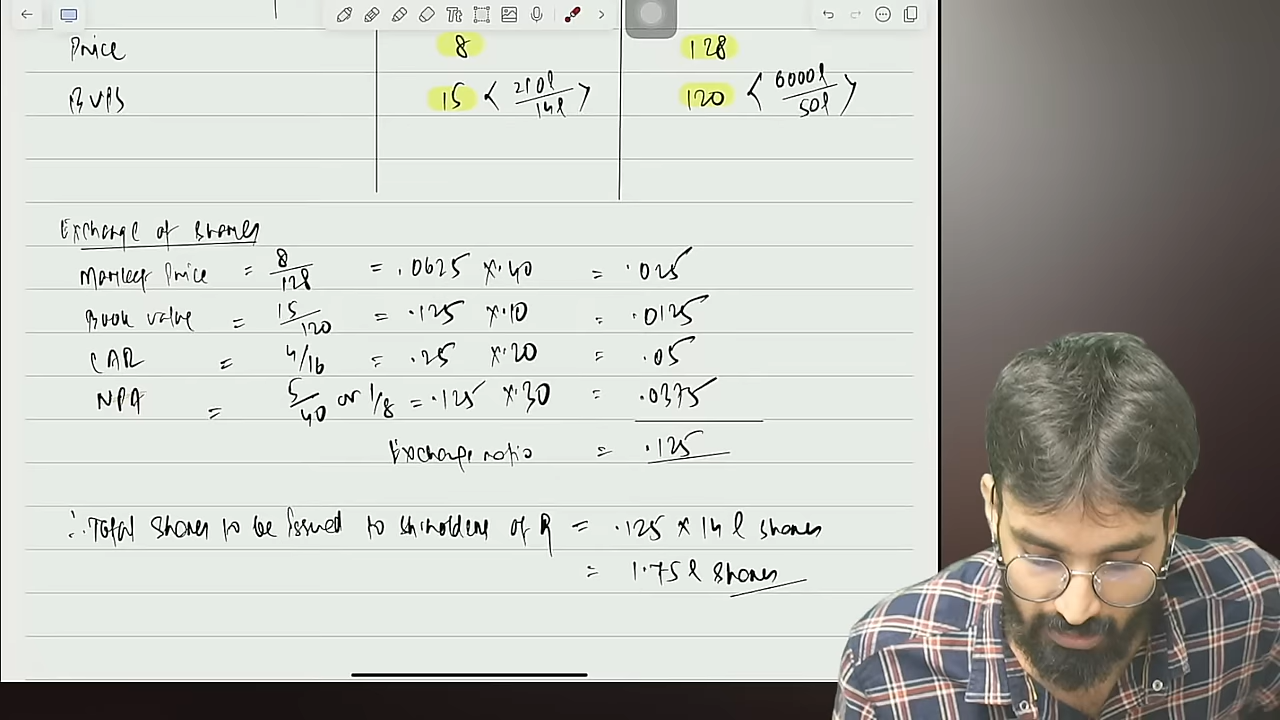 Tt
Price 8 128
BVPS 15 < 210l/14l > 120 < 6000l/50l >
Exchange of shares
Market Price = 8/128 = .0625 × .40 = .025
Book value = 15/120 = .125 × .10 = .0125
CAR = 4/16 = .25 × .20 = .05
NPA = 5/40 or 1/8 = .125 × .30 = .0375
Exchange ratio = .125
∴ Total shares to be issued to shholders of R = .125 × 14 l shares
= 1.75 l shares